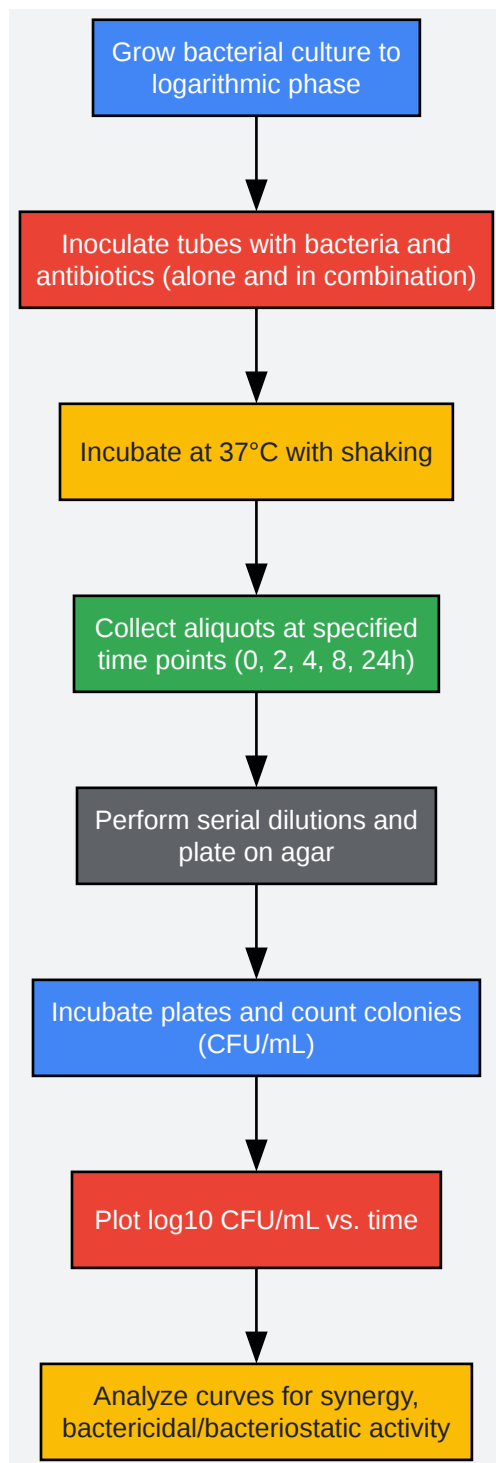 Grow bacterial culture to
logarithmic phase
Inoculate tubes with bacteria and
antibiotics (alone and in combination)
Incubate at 37°C with shaking
Collect aliquots at specified
time points (0, 2, 4, 8, 24h)
Perform serial dilutions and
plate on agar
Incubate plates and count colonies
(CFU/mL)
Plot log10 CFU/mL vs. time
Analyze curves for synergy,
bactericidal/bacteriostatic activity